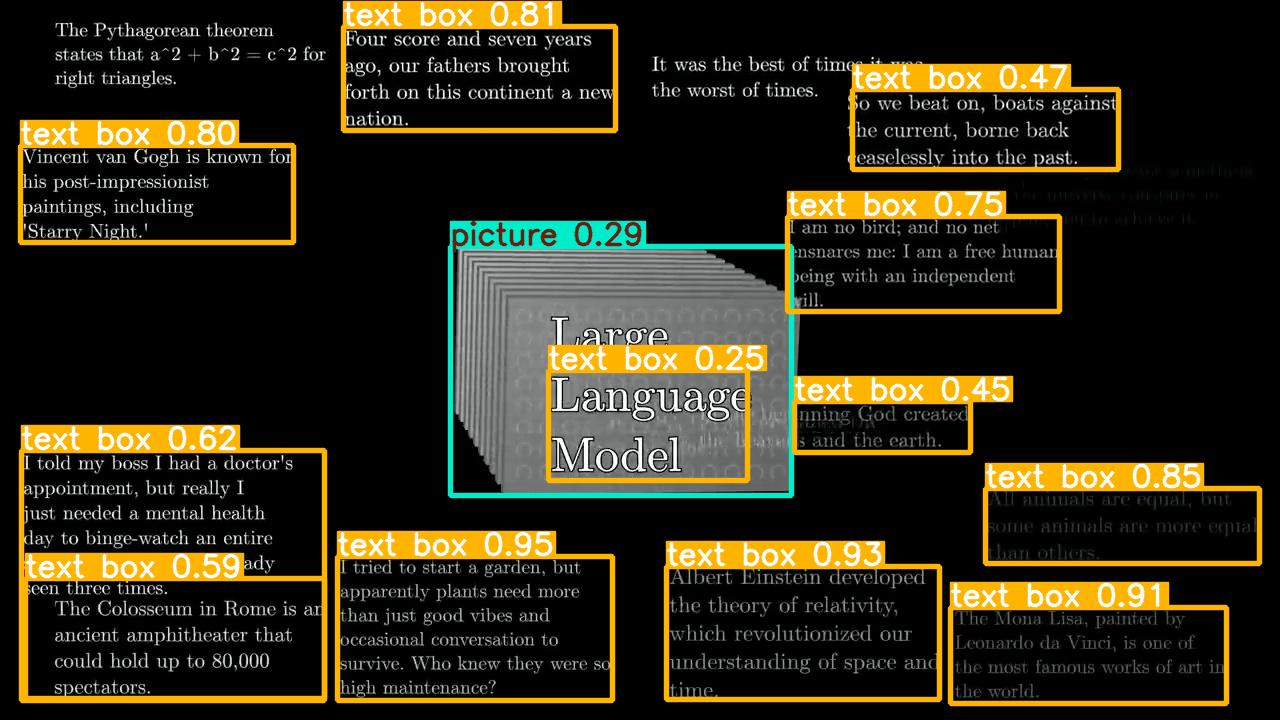 The Pythagorean theorem
states that a^2 + b^2 = c^2 for
right triangles.
text box 0.81
Four score and seven years
ago, our fathers brought
forth on this continent a new
nation.
It was the best of times it was
the worst of times.
text box 0.47
So we beat on, boats against
the current, borne back
ceaselessly into the past.
text box 0.80
Vincent van Gogh is known for
his post-impressionist
paintings, including
'Starry Night.'
text box 0.75
I am no bird; and no net
ensnares me: I am a free human
being with an independent
will.
picture 0.29
Large
text box 0.25
Language
Model
text box 0.45
God created
and the earth.
text box 0.62
I told my boss I had a doctor's
appointment, but really I
just needed a mental health
day to binge-watch an entire
seen three times.
text box 0.59
The Colosseum in Rome is an
ancient amphitheater that
could hold up to 80,000
spectators.
text box 0.95
I tried to start a garden, but
apparently plants need more
than just good vibes and
occasional conversation to
survive. Who knew they were so
high maintenance?
text box 0.93
Albert Einstein developed
the theory of relativity,
which revolutionized our
understanding of space and
time.
text box 0.85
All animals are equal, but
some animals are more equal
than others.
text box 0.91
The Mona Lisa, painted by
Leonardo da Vinci, is one of
the most famous works of art in
the world.